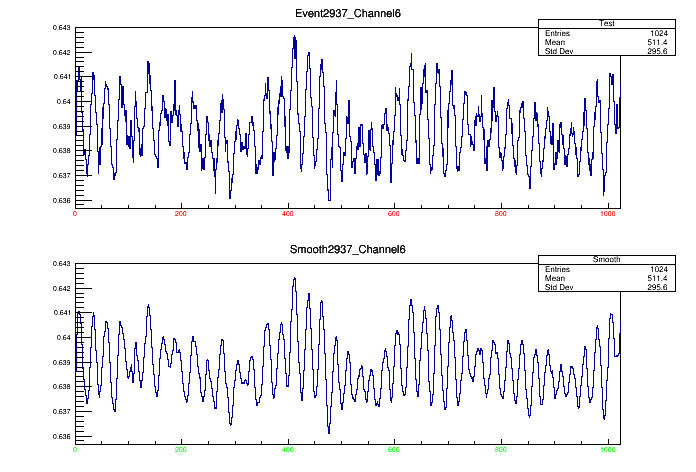 Event2937_Channel6
Test
Entries 1024
Mean 511.4
Std Dev 295.6
0.643
0.642
0.641
0.64
0.639
0.638
0.637
0.636
0 200 400 600 800 1000
Smooth2937_Channel6
Smooth
Entries 1024
Mean 511.4
Std Dev 295.6
0.643
0.642
0.641
0.64
0.639
0.638
0.637
0.636
0 200 400 600 800 1000